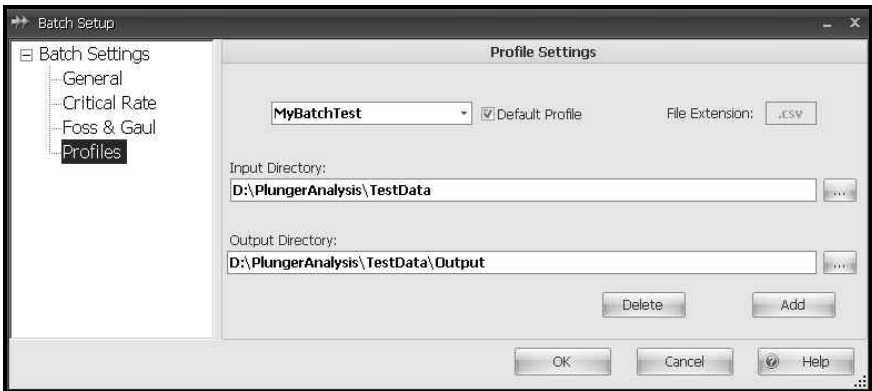 Batch Setup
Batch Settings
General
Critical Rate
Foss & Gaul
Profiles
Profile Settings
MyBatchTest
Default Profile
File Extension: .csv
Input Directory:
D:\PlungerAnalysis\TestData
...
Output Directory:
D:\PlungerAnalysis\TestData\Output
...
Delete Add
OK Cancel Help